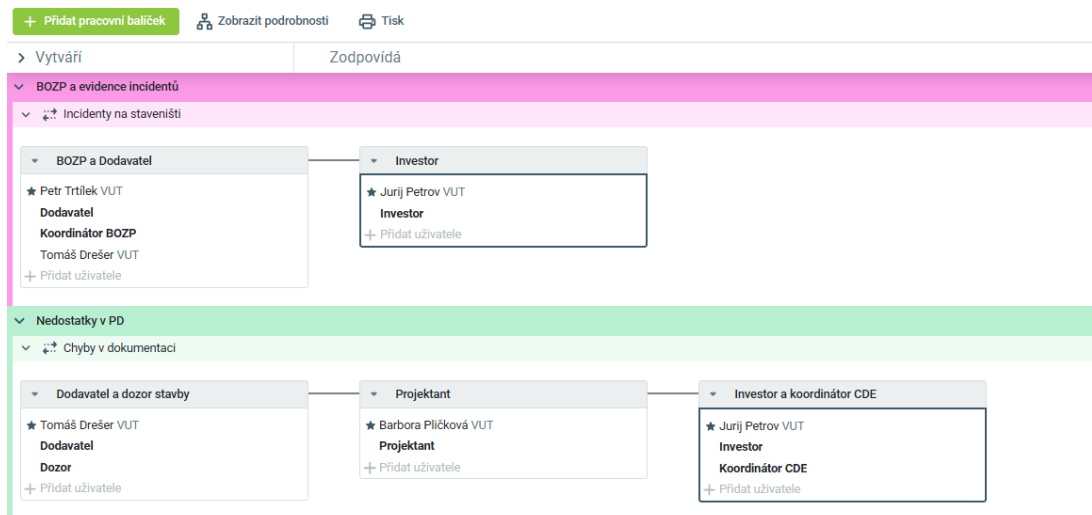 Přidat pracovní balíček
Zobrazit podrobnosti
Tisk
Vytváří
Zodpovídá
BOZP a evidence incidentů
Incidenty na staveništi
BOZP a Dodavatel
Petr Trtílek VUT
Dodavatel
Koordinátor BOZP
Tomáš Drešer VUT
Přidat uživatele
Investor
Jurij Petrov VUT
Investor
Přidat uživatele
Nedostatky v PD
Chyby v dokumentaci
Dodavatel a dozor stavby
Tomáš Drešer VUT
Dodavatel
Dozor
Přidat uživatele
Projektant
Barbora Pličková VUT
Projektant
Přidat uživatele
Investor a koordinátor CDE
Jurij Petrov VUT
Investor
Koordinátor CDE
Přidat uživatele